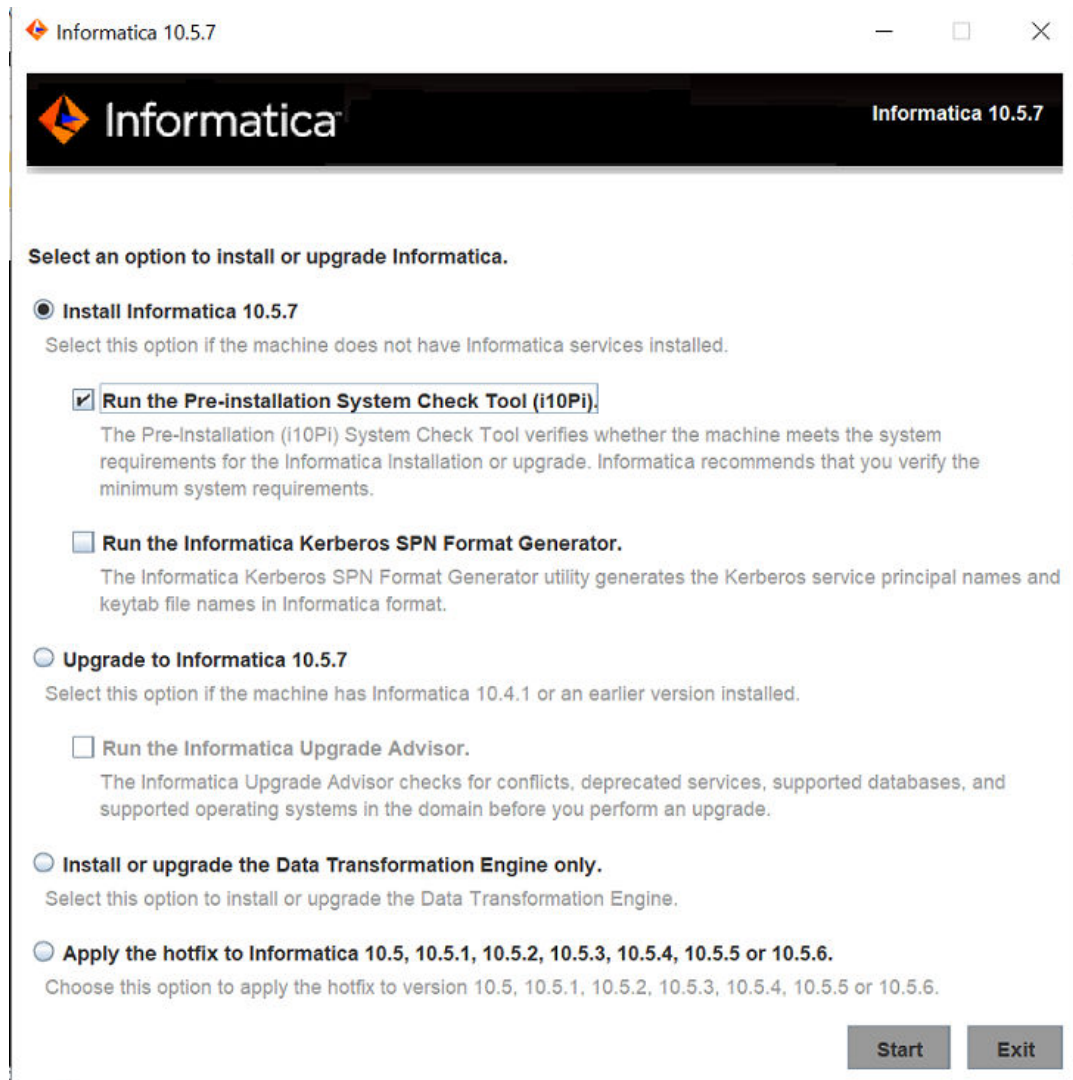 Informatica 10.5.7
Informatica
Informatica 10.5.7
Select an option to install or upgrade Informatica.
Install Informatica 10.5.7
Select this option if the machine does not have Informatica services installed.
Run the Pre-installation System Check Tool (i10Pi).
The Pre-Installation (i10Pi) System Check Tool verifies whether the machine meets the system
requirements for the Informatica Installation or upgrade. Informatica recommends that you verify the
minimum system requirements.
Run the Informatica Kerberos SPN Format Generator.
The Informatica Kerberos SPN Format Generator utility generates the Kerberos service principal names and
keytab file names in Informatica format.
Upgrade to Informatica 10.5.7
Select this option if the machine has Informatica 10.4.1 or an earlier version installed.
Run the Informatica Upgrade Advisor.
The Informatica Upgrade Advisor checks for conflicts, deprecated services, supported databases, and
supported operating systems in the domain before you perform an upgrade.
Install or upgrade the Data Transformation Engine only.
Select this option to install or upgrade the Data Transformation Engine.
Apply the hotfix to Informatica 10.5, 10.5.1, 10.5.2, 10.5.3, 10.5.4, 10.5.5 or 10.5.6.
Choose this option to apply the hotfix to version 10.5, 10.5.1, 10.5.2, 10.5.3, 10.5.4, 10.5.5 or 10.5.6.
Start Exit